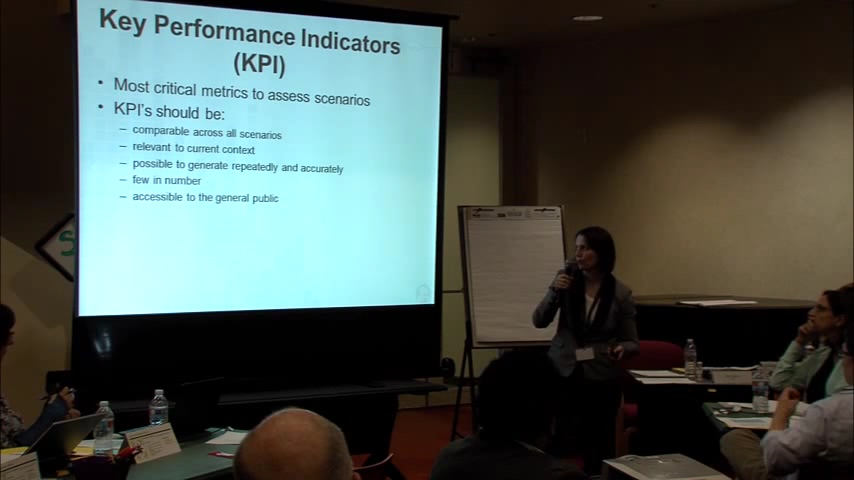 Key Performance Indicators
(KPI)
• Most critical metrics to assess scenarios
• KPI's should be:
– comparable across all scenarios
– relevant to current context
– possible to generate repeatedly and accurately
– few in number
– accessible to the general public
S